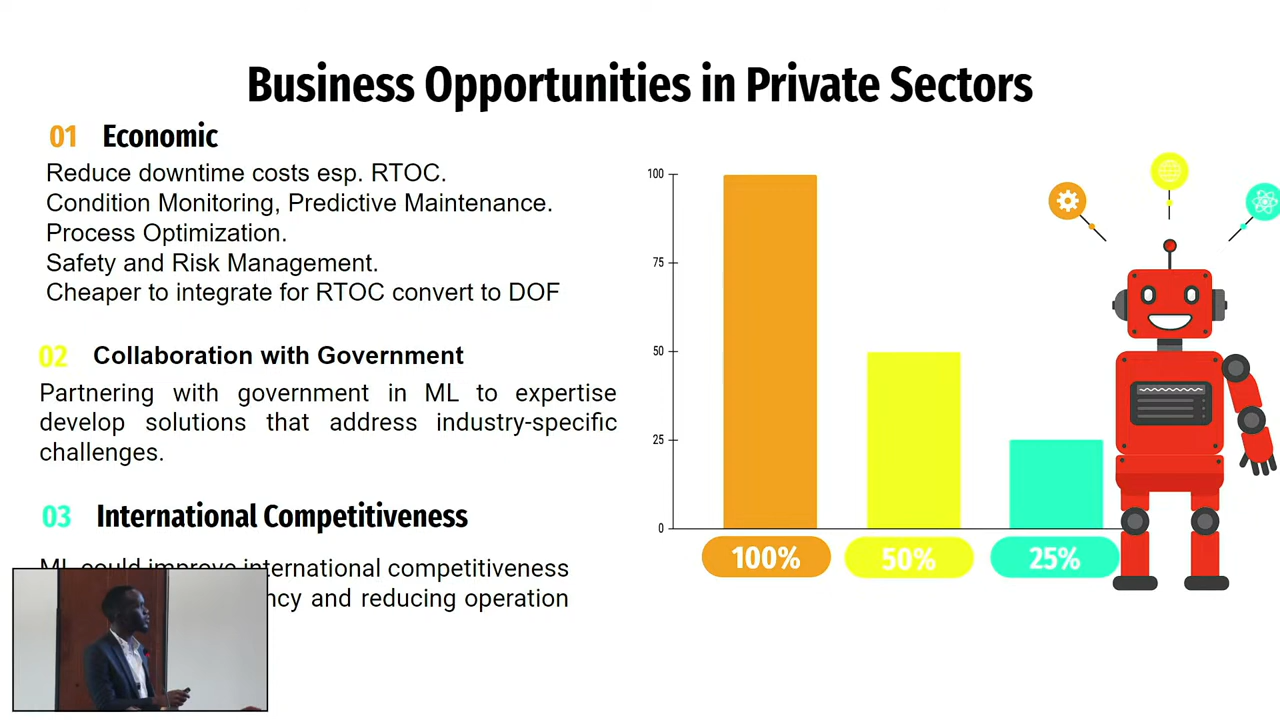 Business Opportunities in Private Sectors
01 Economic
Reduce downtime costs esp. RTOC.
Condition Monitoring, Predictive Maintenance.
Process Optimization.
Safety and Risk Management.
Cheaper to integrate for RTOC convert to DOF
02 Collaboration with Government
Partnering with government in ML to expertise
develop solutions that address industry-specific
challenges.
03 International Competitiveness
ML could improve international competitiveness
and reducing operation
100
75
50
25
0
100%
50%
25%